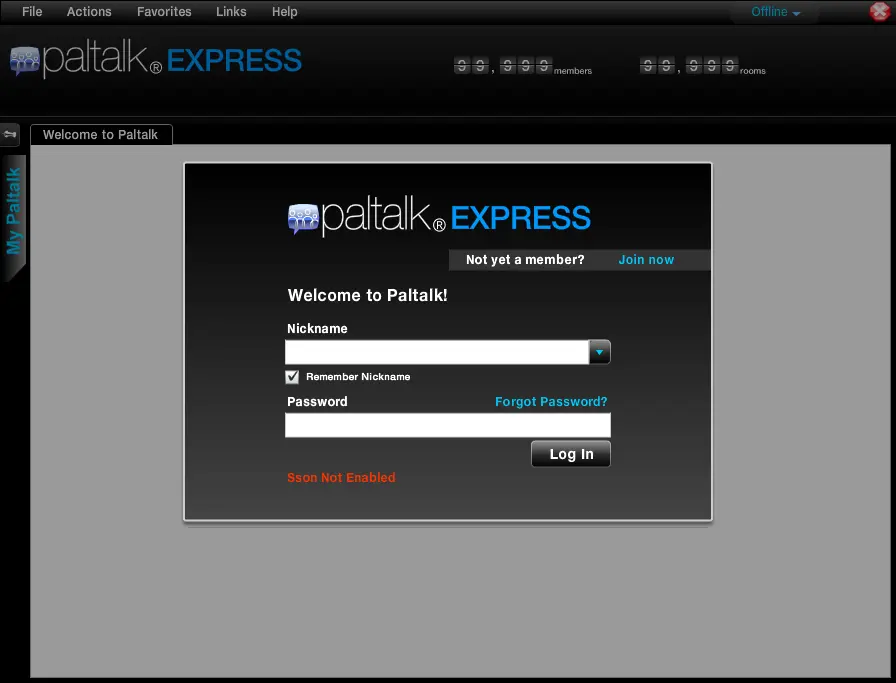 File Actions Favorites Links Help Offline
paltalk® EXPRESS
99,999 members 99,999 rooms
Welcome to Paltalk
My Paltalk
paltalk® EXPRESS
Not yet a member? Join now
Welcome to Paltalk!
Nickname
Remember Nickname
Password Forgot Password?
Log In
Sson Not Enabled